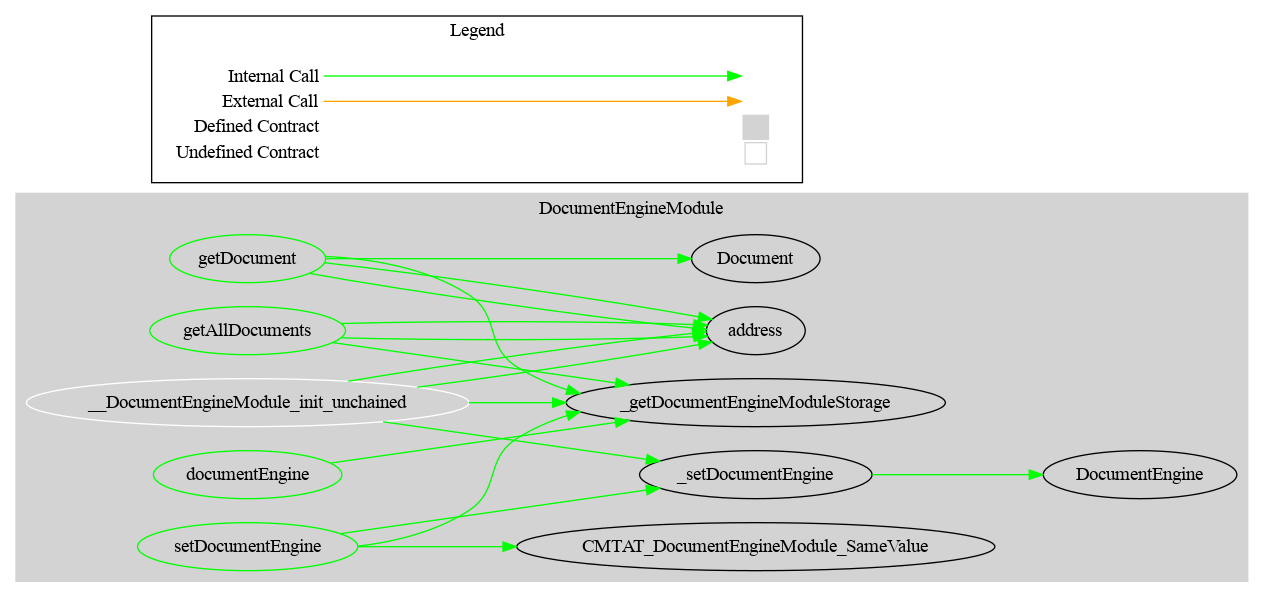 Legend
Internal Call
External Call
Defined Contract
Undefined Contract
DocumentEngineModule
getDocument
Document
getAllDocuments
address
__DocumentEngineModule_init_unchained
_getDocumentEngineModuleStorage
documentEngine
_setDocumentEngine
DocumentEngine
setDocumentEngine
CMTAT_DocumentEngineModule_SameValue